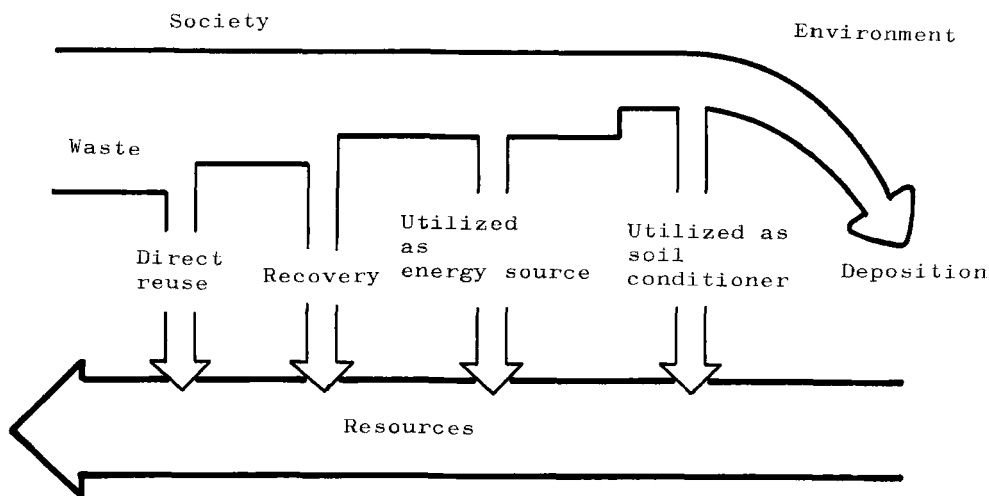 Society
Environment
Waste
Direct
reuse
Recovery
Utilized
as
energy source
Utilized as
soil
conditioner
Deposition
Resources